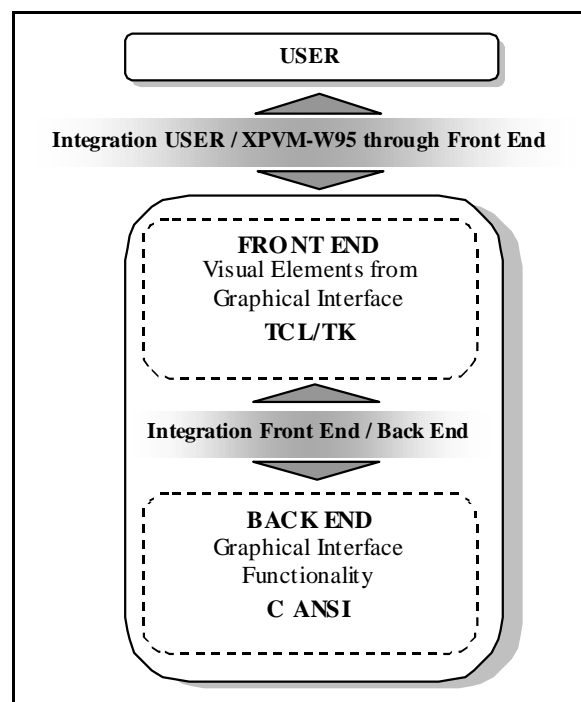 USER
Integration USER / XPVM-W95 through Front End
FRONT END
Visual Elements from
Graphical Interface
TCL/TK
Integration Front End / Back End
BACK END
Graphical Interface
Functionality
C ANSI